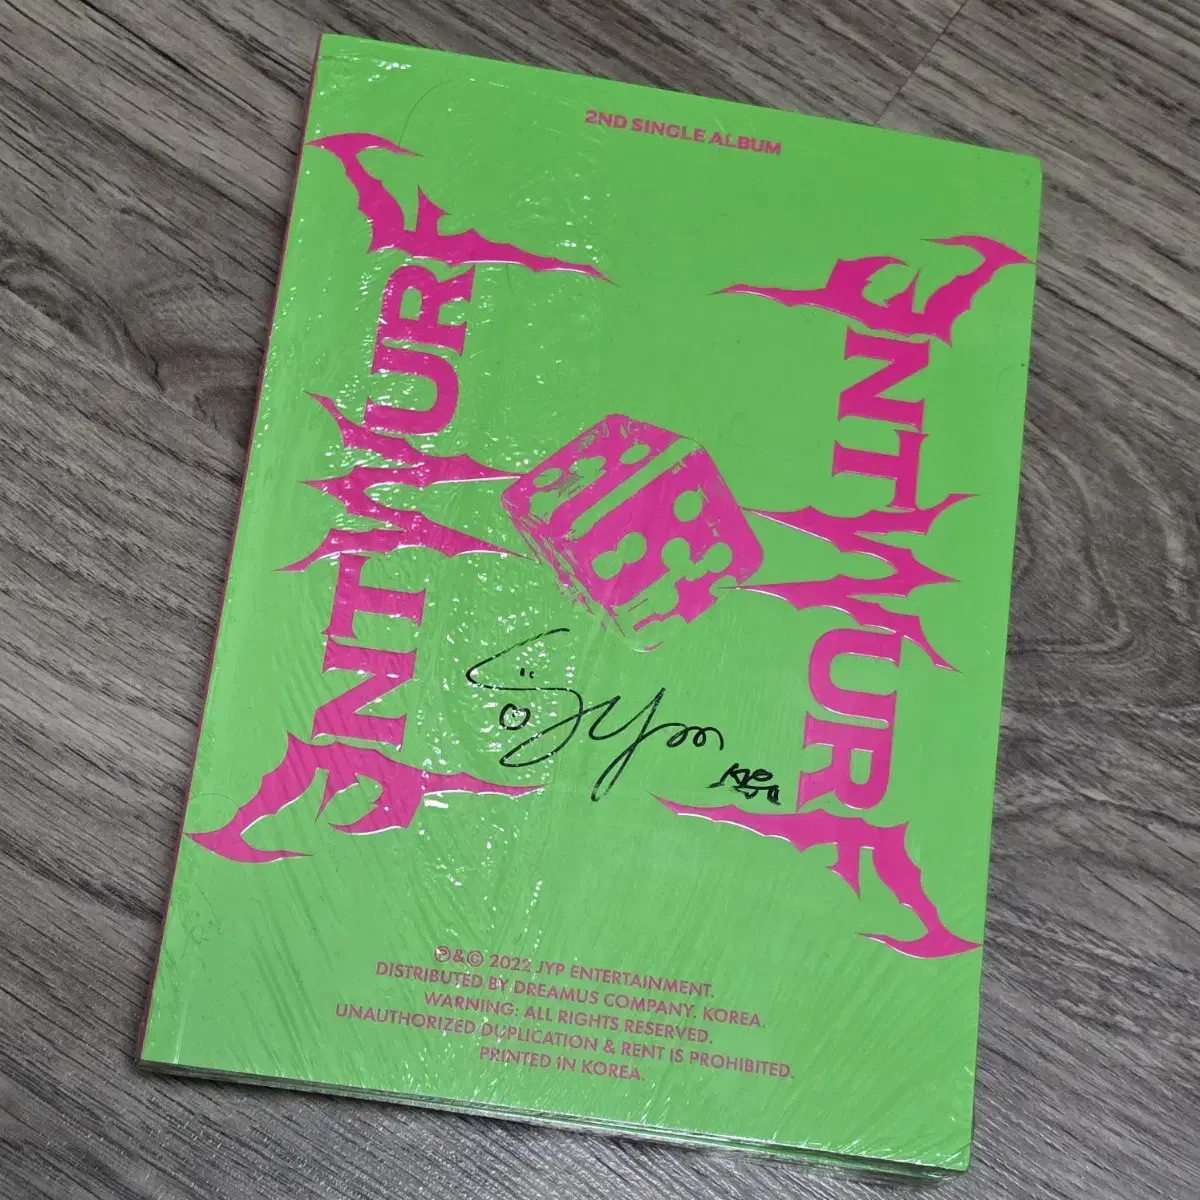 2ND SINGLE ALBUM
ENTWURF
ENTWURF
℗&© 2022 JYP ENTERTAINMENT.
DISTRIBUTED BY DREAMUS COMPANY. KOREA.
WARNING: ALL RIGHTS RESERVED.
UNAUTHORIZED DUPLICATION & RENT IS PROHIBITED.
PRINTED IN KOREA.